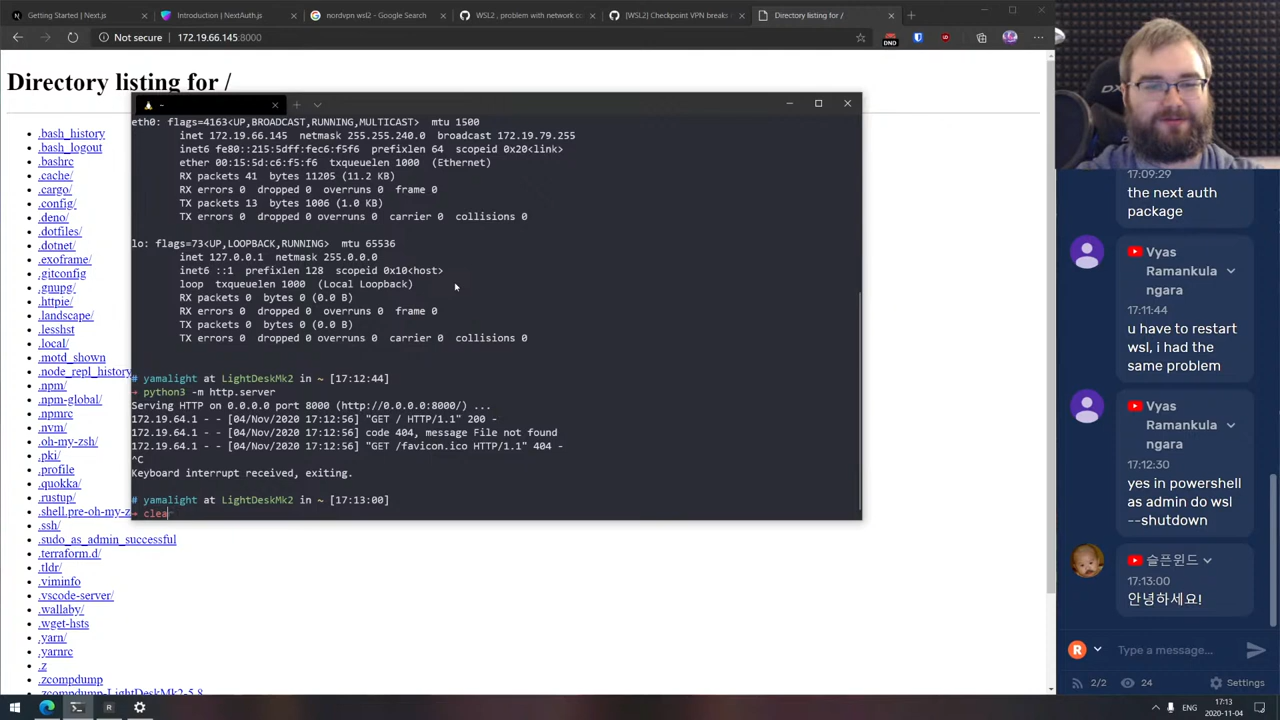 Getting Started | Next.js
Introduction | NextAuth.js
nordvpn wsl2 - Google Search
WSL2 , problem with network co
[WSL2] Checkpoint VPN breaks
Directory listing for /
Not secure
172.19.66.145:8000
DND
Directory listing for /
.bash_history
.bash_logout
.bashrc
.cache/
.cargo/
.config/
.deno/
.dotfiles/
.dotnet/
.exoframe/
.gitconfig
.gnupg/
.httpie/
.landscape/
.lesshst
.local/
.motd_shown
.node_repl_history
.npm/
.npm-global/
.npmrc
.nvm/
.oh-my-zsh/
.pki/
.profile
.quokka/
.rustup/
.shell.pre-oh-my-z
.ssh/
.sudo_as_admin_successful
.terraform.d/
.tldr/
.viminfo
.vscode-server/
.wallaby/
.wget-hsts
.yarn/
.yarnrc
.z
.zcompdump
.zcompdump-LightDeskMk2-5.8
~
eth0: flags=4163<UP,BROADCAST,RUNNING,MULTICAST>  mtu 1500
inet 172.19.66.145  netmask 255.255.240.0  broadcast 172.19.79.255
inet6 fe80::215:5dff:fec6:f5f6  prefixlen 64  scopeid 0x20<link>
ether 00:15:5d:c6:f5:f6  txqueuelen 1000  (Ethernet)
RX packets 41  bytes 11205 (11.2 KB)
RX errors 0  dropped 0  overruns 0  frame 0
TX packets 13  bytes 1006 (1.0 KB)
TX errors 0  dropped 0 overruns 0  carrier 0  collisions 0
lo: flags=73<UP,LOOPBACK,RUNNING>  mtu 65536
inet 127.0.0.1  netmask 255.0.0.0
inet6 ::1  prefixlen 128  scopeid 0x10<host>
loop  txqueuelen 1000  (Local Loopback)
RX packets 0  bytes 0 (0.0 B)
RX errors 0  dropped 0  overruns 0  frame 0
TX packets 0  bytes 0 (0.0 B)
TX errors 0  dropped 0 overruns 0  carrier 0  collisions 0
# yamalight at LightDeskMk2 in ~ [17:12:44]
→ python3 -m http.server
Serving HTTP on 0.0.0.0 port 8000 (http://0.0.0.0:8000/) ...
172.19.64.1 - - [04/Nov/2020 17:12:56] "GET / HTTP/1.1" 200 -
172.19.64.1 - - [04/Nov/2020 17:12:56] code 404, message File not found
172.19.64.1 - - [04/Nov/2020 17:12:56] "GET /favicon.ico HTTP/1.1" 404 -
^C
Keyboard interrupt received, exiting.
# yamalight at LightDeskMk2 in ~ [17:13:00]
→ clear
17:09:29
the next auth
package
Vyas
Ramankulan
gara
17:11:44
u have to restart
wsl, i had the
same problem
Vyas
Ramankulan
gara
17:12:30
yes in powershell
as admin do wsl
--shutdown
슬픈윈드
17:13:00
안녕하세요!
R
Type a message...
2/2
24
Settings
ENG
17:13
2020-11-04